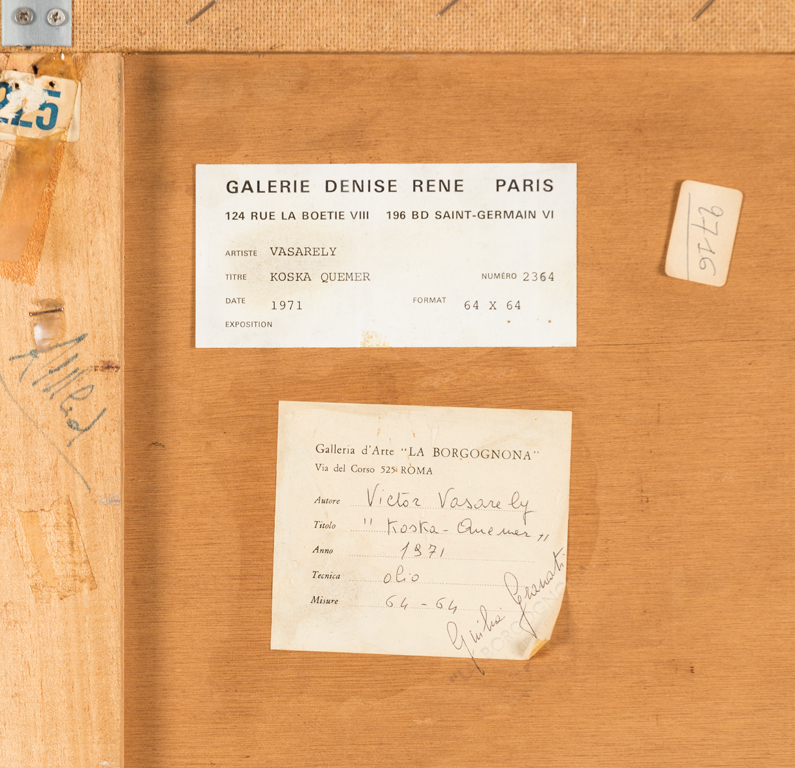 225
GALERIE DENISE RENE PARIS
124 RUE LA BOETIE VIII 196 BD SAINT-GERMAIN VI
ARTISTE VASARELY
TITRE KOSKA QUEMER NUMÉRO 2364
DATE 1971 FORMAT 64 X 64
EXPOSITION
2716
Galleria d'Arte "LA BORGOGNONA"
Via del Corso 525 ROMA
Autore Victor Vasarely
Titolo "Koska-Quemer"
Anno 1971
Tecnica olio
Misure 64-64